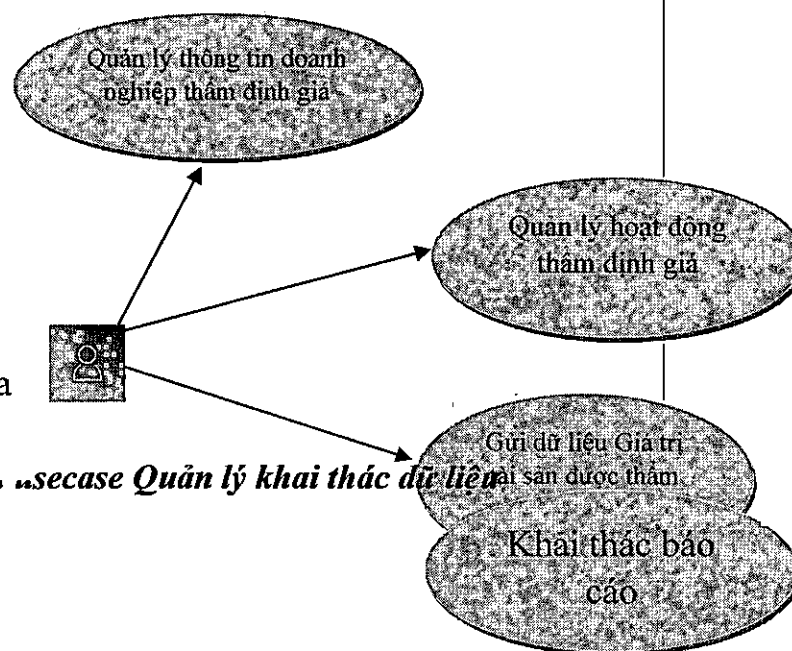 Quản lý thông tin doanh
nghiệp thẩm định giá
Quản lý hoạt động
thẩm định giá
a
Gửi dữ liệu Giá trị
tài sản được thẩm
usecase Quản lý khai thác dữ liệu
Khai thác báo
cáo